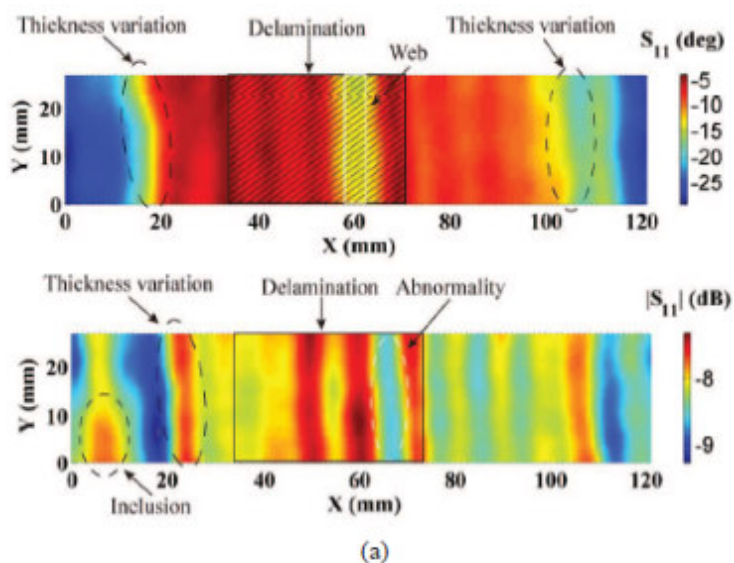 Thickness variation Delamination Thickness variation S₁₁ (deg)
Web
-5
-10
-15
-20
-25
Y (mm)
20
10
0
0 20 40 60 80 100 120
X (mm)
Thickness variation Delamination Abnormality |S₁₁| (dB)
-8
-9
Y (mm)
20
10
0
0 20 40 60 80 100 120
X (mm)
Inclusion
(a)